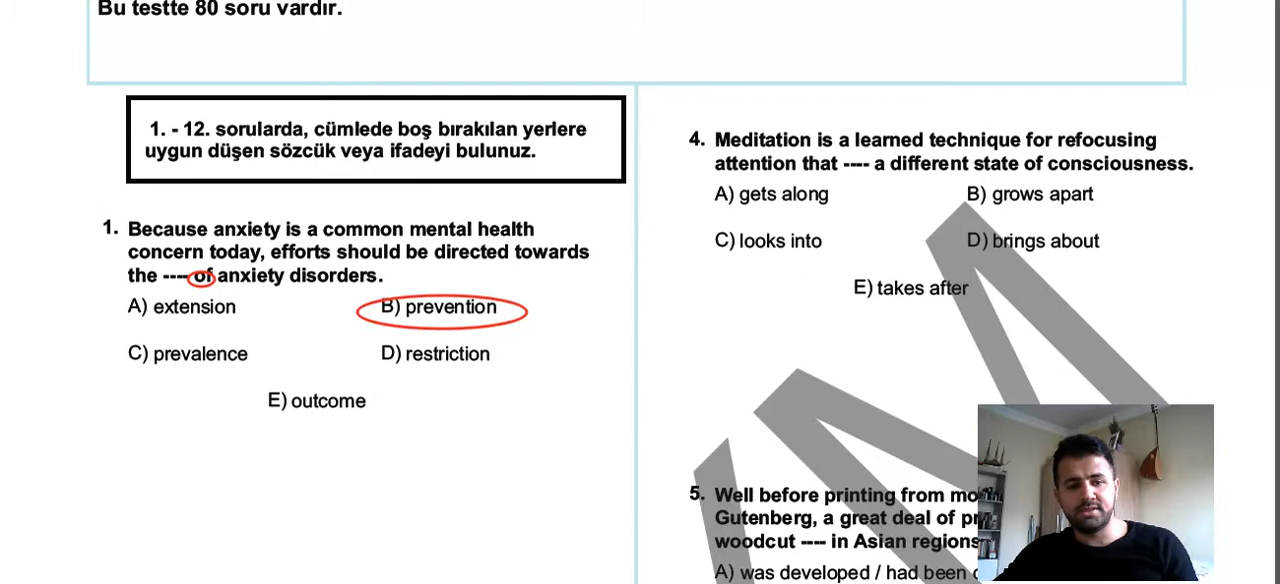 Bu testte 80 soru vardır.
1. - 12. sorularda, cümlede boş bırakılan yerlere
uygun düşen sözcük veya ifadeyi bulunuz.
1. Because anxiety is a common mental health
concern today, efforts should be directed towards
the ---- of anxiety disorders.
A) extension
B) prevention
C) prevalence
D) restriction
E) outcome
4. Meditation is a learned technique for refocusing
attention that ---- a different state of consciousness.
A) gets along
B) grows apart
C) looks into
D) brings about
E) takes after
5. Well before printing from
Gutenberg, a great deal of
woodcut ---- in Asian regions
A) was developed / had been